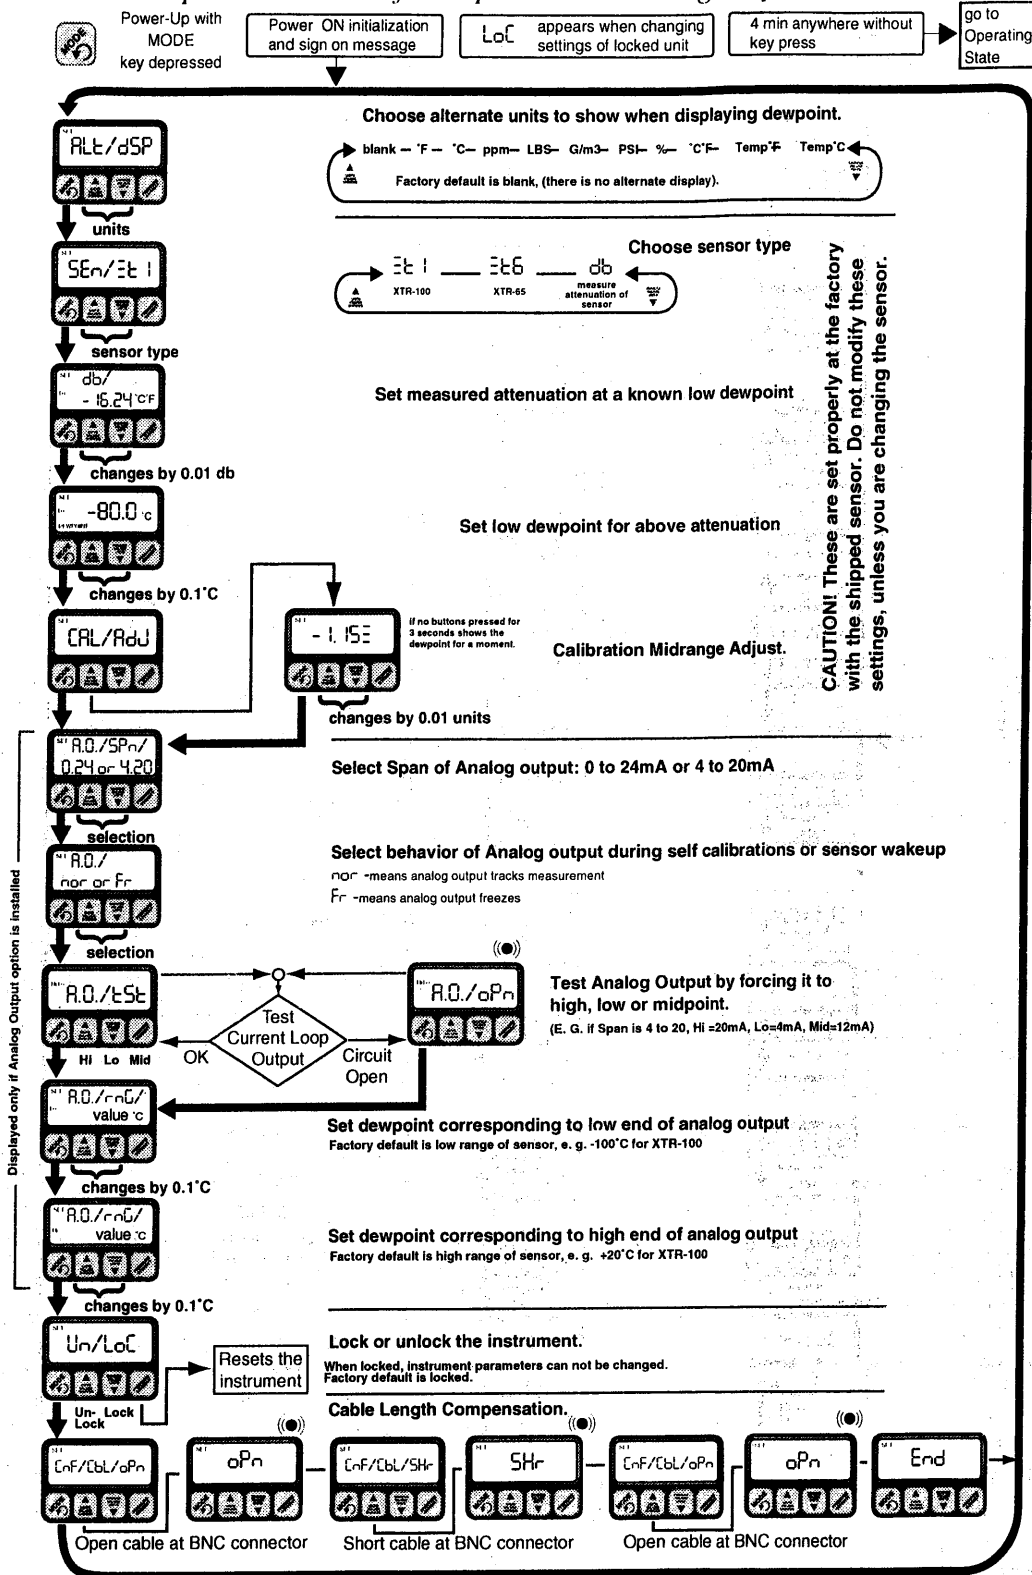 MODE
Power-Up with
MODE
key depressed
Power ON initialization
and sign on message
LoC
appears when changing
settings of locked unit
4 min anywhere without
key press
go to
Operating
State
ALt/dSP
units
Choose alternate units to show when displaying dewpoint.
blank – °F – °C– ppm– LBS– G/m3– PSI– %– °C°F– Temp°F Temp°C
Factory default is blank, (there is no alternate display).
SEn/Ξt1
sensor type
Choose sensor type
Ξt1 Ξt6 db
XTR-100
XTR-65
measure
attenuation of
sensor
CAUTION! These are set properly at the factory
with the shipped sensor. Do not modify these
settings, unless you are changing the sensor.
db/
-16.24 °C°F
changes by 0.01 db
Set measured attenuation at a known low dewpoint
-80.0 °C
changes by 0.1°C
Set low dewpoint for above attenuation
CAL/AdJ
-1.15Ξ
if no buttons pressed for
3 seconds shows the
dewpoint for a moment.
Calibration Midrange Adjust.
changes by 0.01 units
Displayed only if Analog Output option is installed
A.O./SPn/
0.24 or 4.20
selection
Select Span of Analog output: 0 to 24mA or 4 to 20mA
A.O./
nor or Fr
selection
Select behavior of Analog output during self calibrations or sensor wakeup
nor -means analog output tracks measurement
Fr -means analog output freezes
A.O./tSt
Hi Lo Mid
OK
Test
Current Loop
Output
Circuit
Open
A.O./oPn
Test Analog Output by forcing it to
high, low or midpoint.
(E. G. if Span is 4 to 20, Hi =20mA, Lo=4mA, Mid=12mA)
A.O./rnG/
value °C
changes by 0.1°C
Set dewpoint corresponding to low end of analog output
Factory default is low range of sensor, e. g. -100°C for XTR-100
A.O./rnG/
value °C
changes by 0.1°C
Set dewpoint corresponding to high end of analog output
Factory default is high range of sensor, e. g. +20°C for XTR-100
Un/LoC
Un- Lock
Lock
Resets the
instrument
Lock or unlock the instrument.
When locked, instrument parameters can not be changed.
Factory default is locked.
Cable Length Compensation.
CnF/CbL/oPn
oPn
CnF/CbL/SHr
SHr
CnF/CbL/oPn
oPn
End
Open cable at BNC connector
Short cable at BNC connector
Open cable at BNC connector